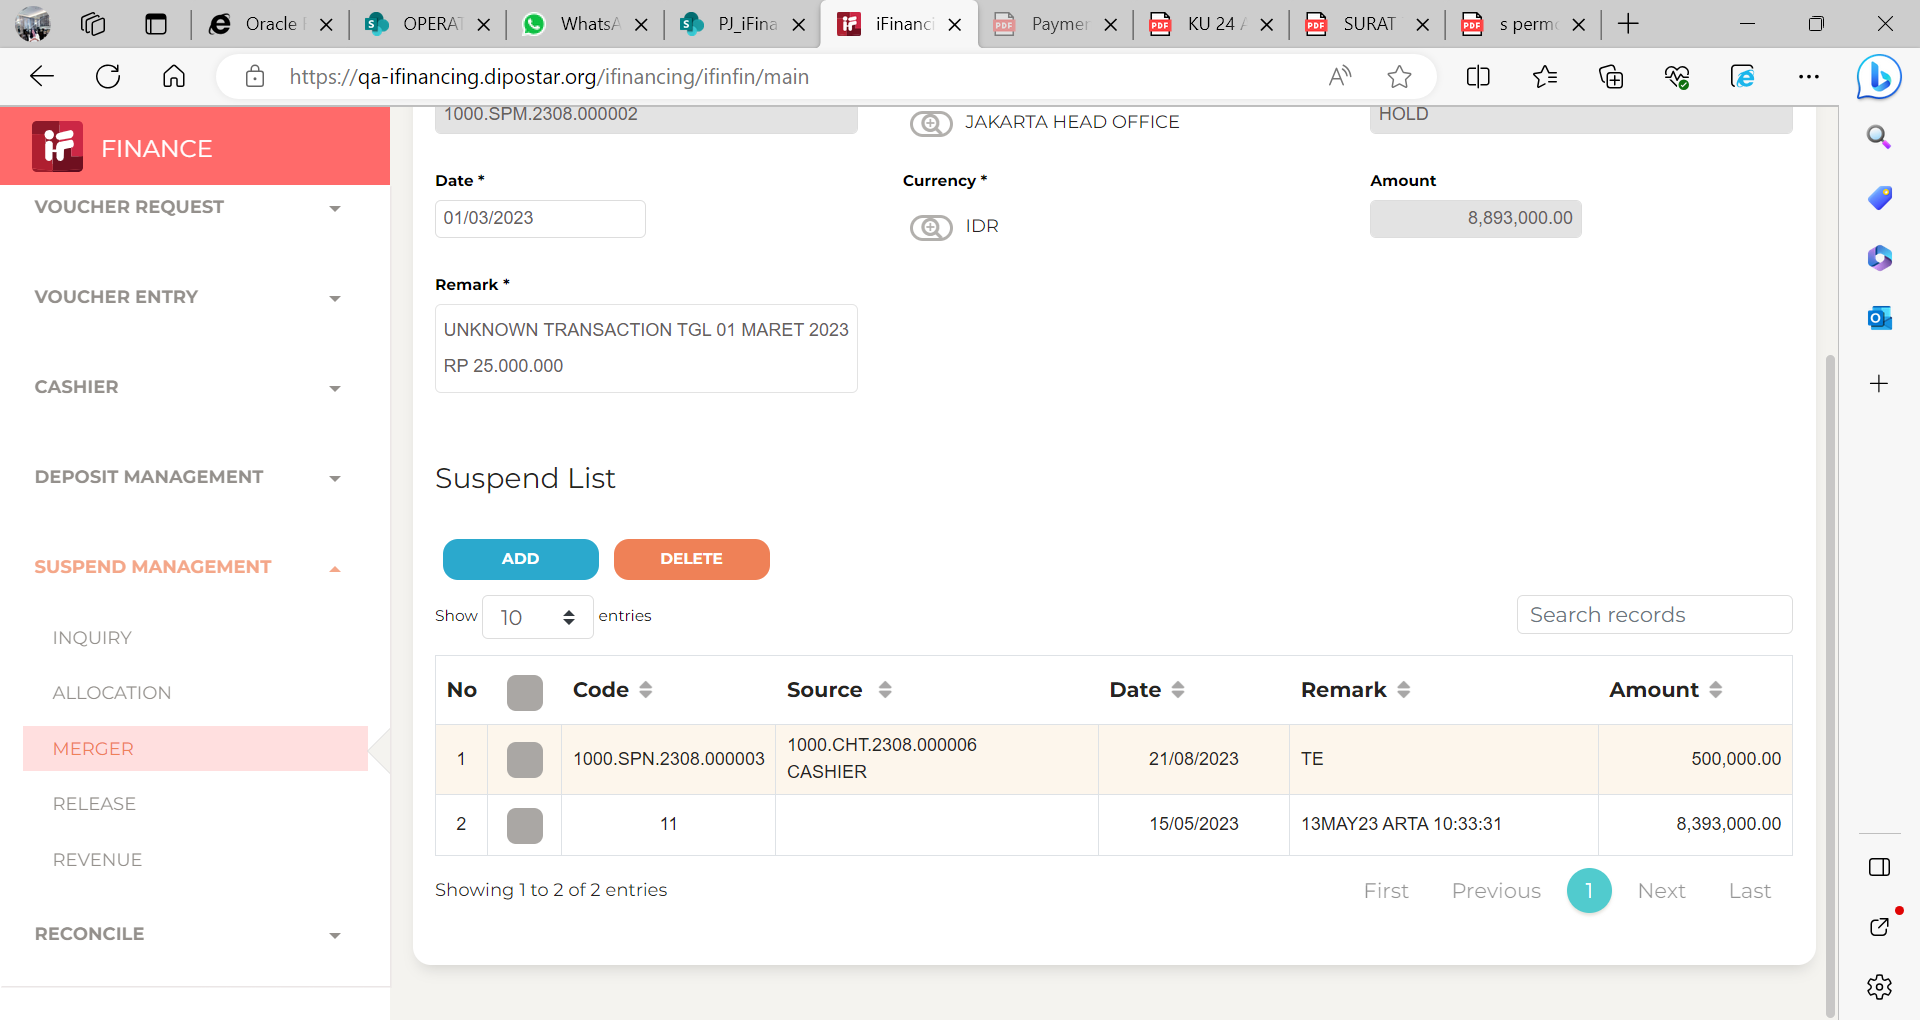 Oracle F
OPERAT
WhatsA
PJ_iFina
iFinanci
Paymer
KU 24 A
SURAT
s permo
https://qa-ifinancing.dipostar.org/ifinancing/ifinfin/main
iF FINANCE
VOUCHER REQUEST
VOUCHER ENTRY
CASHIER
DEPOSIT MANAGEMENT
SUSPEND MANAGEMENT
INQUIRY
ALLOCATION
MERGER
RELEASE
REVENUE
RECONCILE
1000.SPM.2308.000002
JAKARTA HEAD OFFICE
HOLD
Date *
Currency *
Amount
01/03/2023
IDR
8,893,000.00
Remark *
UNKNOWN TRANSACTION TGL 01 MARET 2023
RP 25.000.000
Suspend List
ADD
DELETE
Show 10 entries
Search records
No Code Source Date Remark Amount
1 1000.SPN.2308.000003 1000.CHT.2308.000006 21/08/2023 TE 500,000.00
CASHIER
2 11 15/05/2023 13MAY23 ARTA 10:33:31 8,393,000.00
Showing 1 to 2 of 2 entries
First Previous 1 Next Last